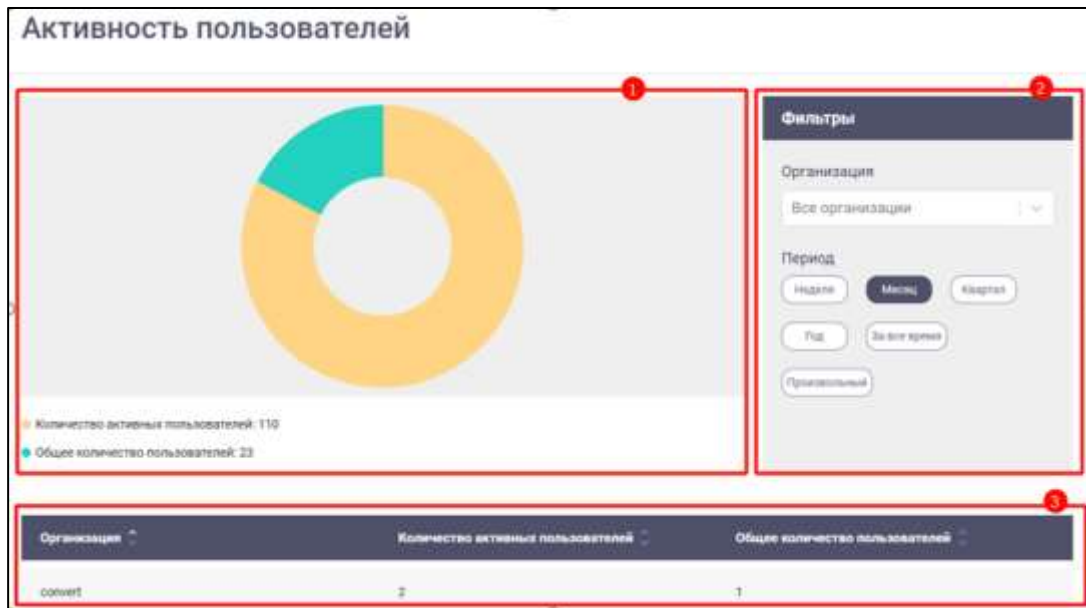 Активность пользователей
1
2
Фильтры
Организация
Все организации
Период
Неделя
Месяц
Квартал
Год
За все время
Произвольный
Количество активных пользователей: 110
Общее количество пользователей: 23
3
Организация
Количество активных пользователей
Общее количество пользователей
convert
2
1